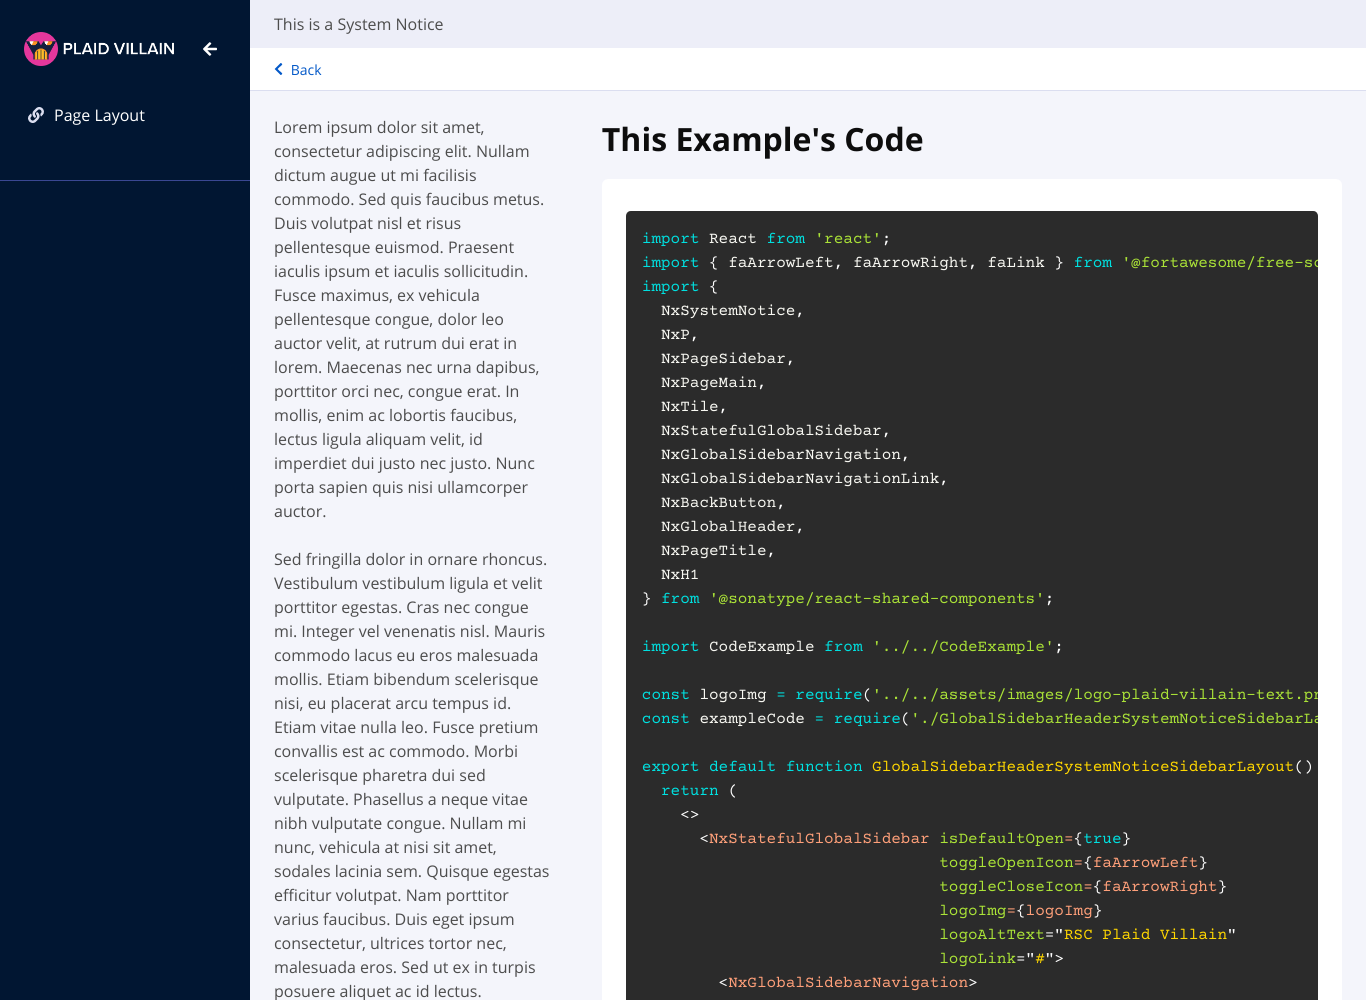 PLAID VILLAIN
Page Layout
This is a System Notice
Back
Lorem ipsum dolor sit amet,
consectetur adipiscing elit. Nullam
dictum augue ut mi facilisis
commodo. Sed quis faucibus metus.
Duis volutpat nisl et risus
pellentesque euismod. Praesent
iaculis ipsum et iaculis sollicitudin.
Fusce maximus, ex vehicula
pellentesque congue, dolor leo
auctor velit, at rutrum dui erat in
lorem. Maecenas nec urna dapibus,
porttitor orci nec, congue erat. In
mollis, enim ac lobortis faucibus,
lectus ligula aliquam velit, id
imperdiet dui justo nec justo. Nunc
porta sapien quis nisi ullamcorper
auctor.
Sed fringilla dolor in ornare rhoncus.
Vestibulum vestibulum ligula et velit
porttitor egestas. Cras nec congue
mi. Integer vel venenatis nisl. Mauris
commodo lacus eu eros malesuada
mollis. Etiam bibendum scelerisque
nisi, eu placerat arcu tempus id.
Etiam vitae nulla leo. Fusce pretium
convallis est ac commodo. Morbi
scelerisque pharetra dui sed
vulputate. Phasellus a neque vitae
nibh vulputate congue. Nullam mi
nunc, vehicula at nisi sit amet,
sodales lacinia sem. Quisque egestas
efficitur volutpat. Nam porttitor
varius faucibus. Duis eget ipsum
consectetur, ultrices tortor nec,
malesuada eros. Sed ut ex in turpis
posuere aliquet ac id lectus.
This Example's Code
import React from 'react';
import { faArrowLeft, faArrowRight, faLink } from '@fortawesome/free-so
import {
  NxSystemNotice,
  NxP,
  NxPageSidebar,
  NxPageMain,
  NxTile,
  NxStatefulGlobalSidebar,
  NxGlobalSidebarNavigation,
  NxGlobalSidebarNavigationLink,
  NxBackButton,
  NxGlobalHeader,
  NxPageTitle,
  NxH1
} from '@sonatype/react-shared-components';
import CodeExample from '../../CodeExample';
const logoImg = require('../../assets/images/logo-plaid-villain-text.pn
const exampleCode = require('./GlobalSidebarHeaderSystemNoticeSidebarLa
export default function GlobalSidebarHeaderSystemNoticeSidebarLayout()
  return (
    <>
      <NxStatefulGlobalSidebar isDefaultOpen={true}
                               toggleOpenIcon={faArrowLeft}
                               toggleCloseIcon={faArrowRight}
                               logoImg={logoImg}
                               logoAltText="RSC Plaid Villain"
                               logoLink="#">
        <NxGlobalSidebarNavigation>